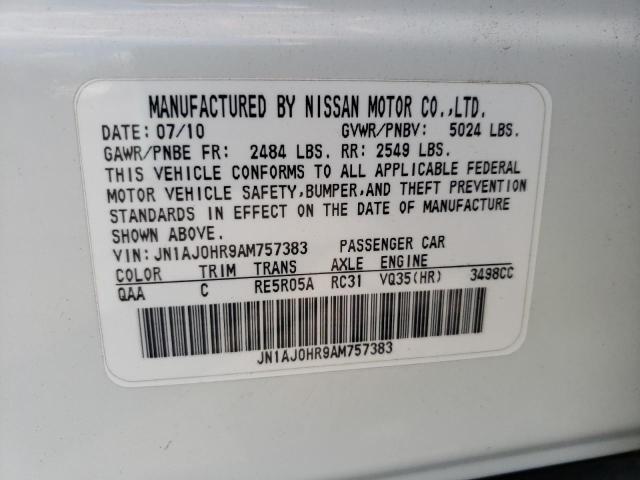 MANUFACTURED BY NISSAN MOTOR CO.,LTD.
DATE: 07/10 GVWR/PNBV: 5024 LBS.
GAWR/PNBE FR: 2484 LBS. RR: 2549 LBS.
THIS VEHICLE CONFORMS TO ALL APPLICABLE FEDERAL
MOTOR VEHICLE SAFETY,BUMPER,AND THEFT PREVENTION
STANDARDS IN EFFECT ON THE DATE OF MANUFACTURE
SHOWN ABOVE.
VIN: JN1AJ0HR9AM757383 PASSENGER CAR
COLOR TRIM TRANS AXLE ENGINE
QAA C RE5R05A RC31 VQ35(HR) 3498CC
JN1AJ0HR9AM757383